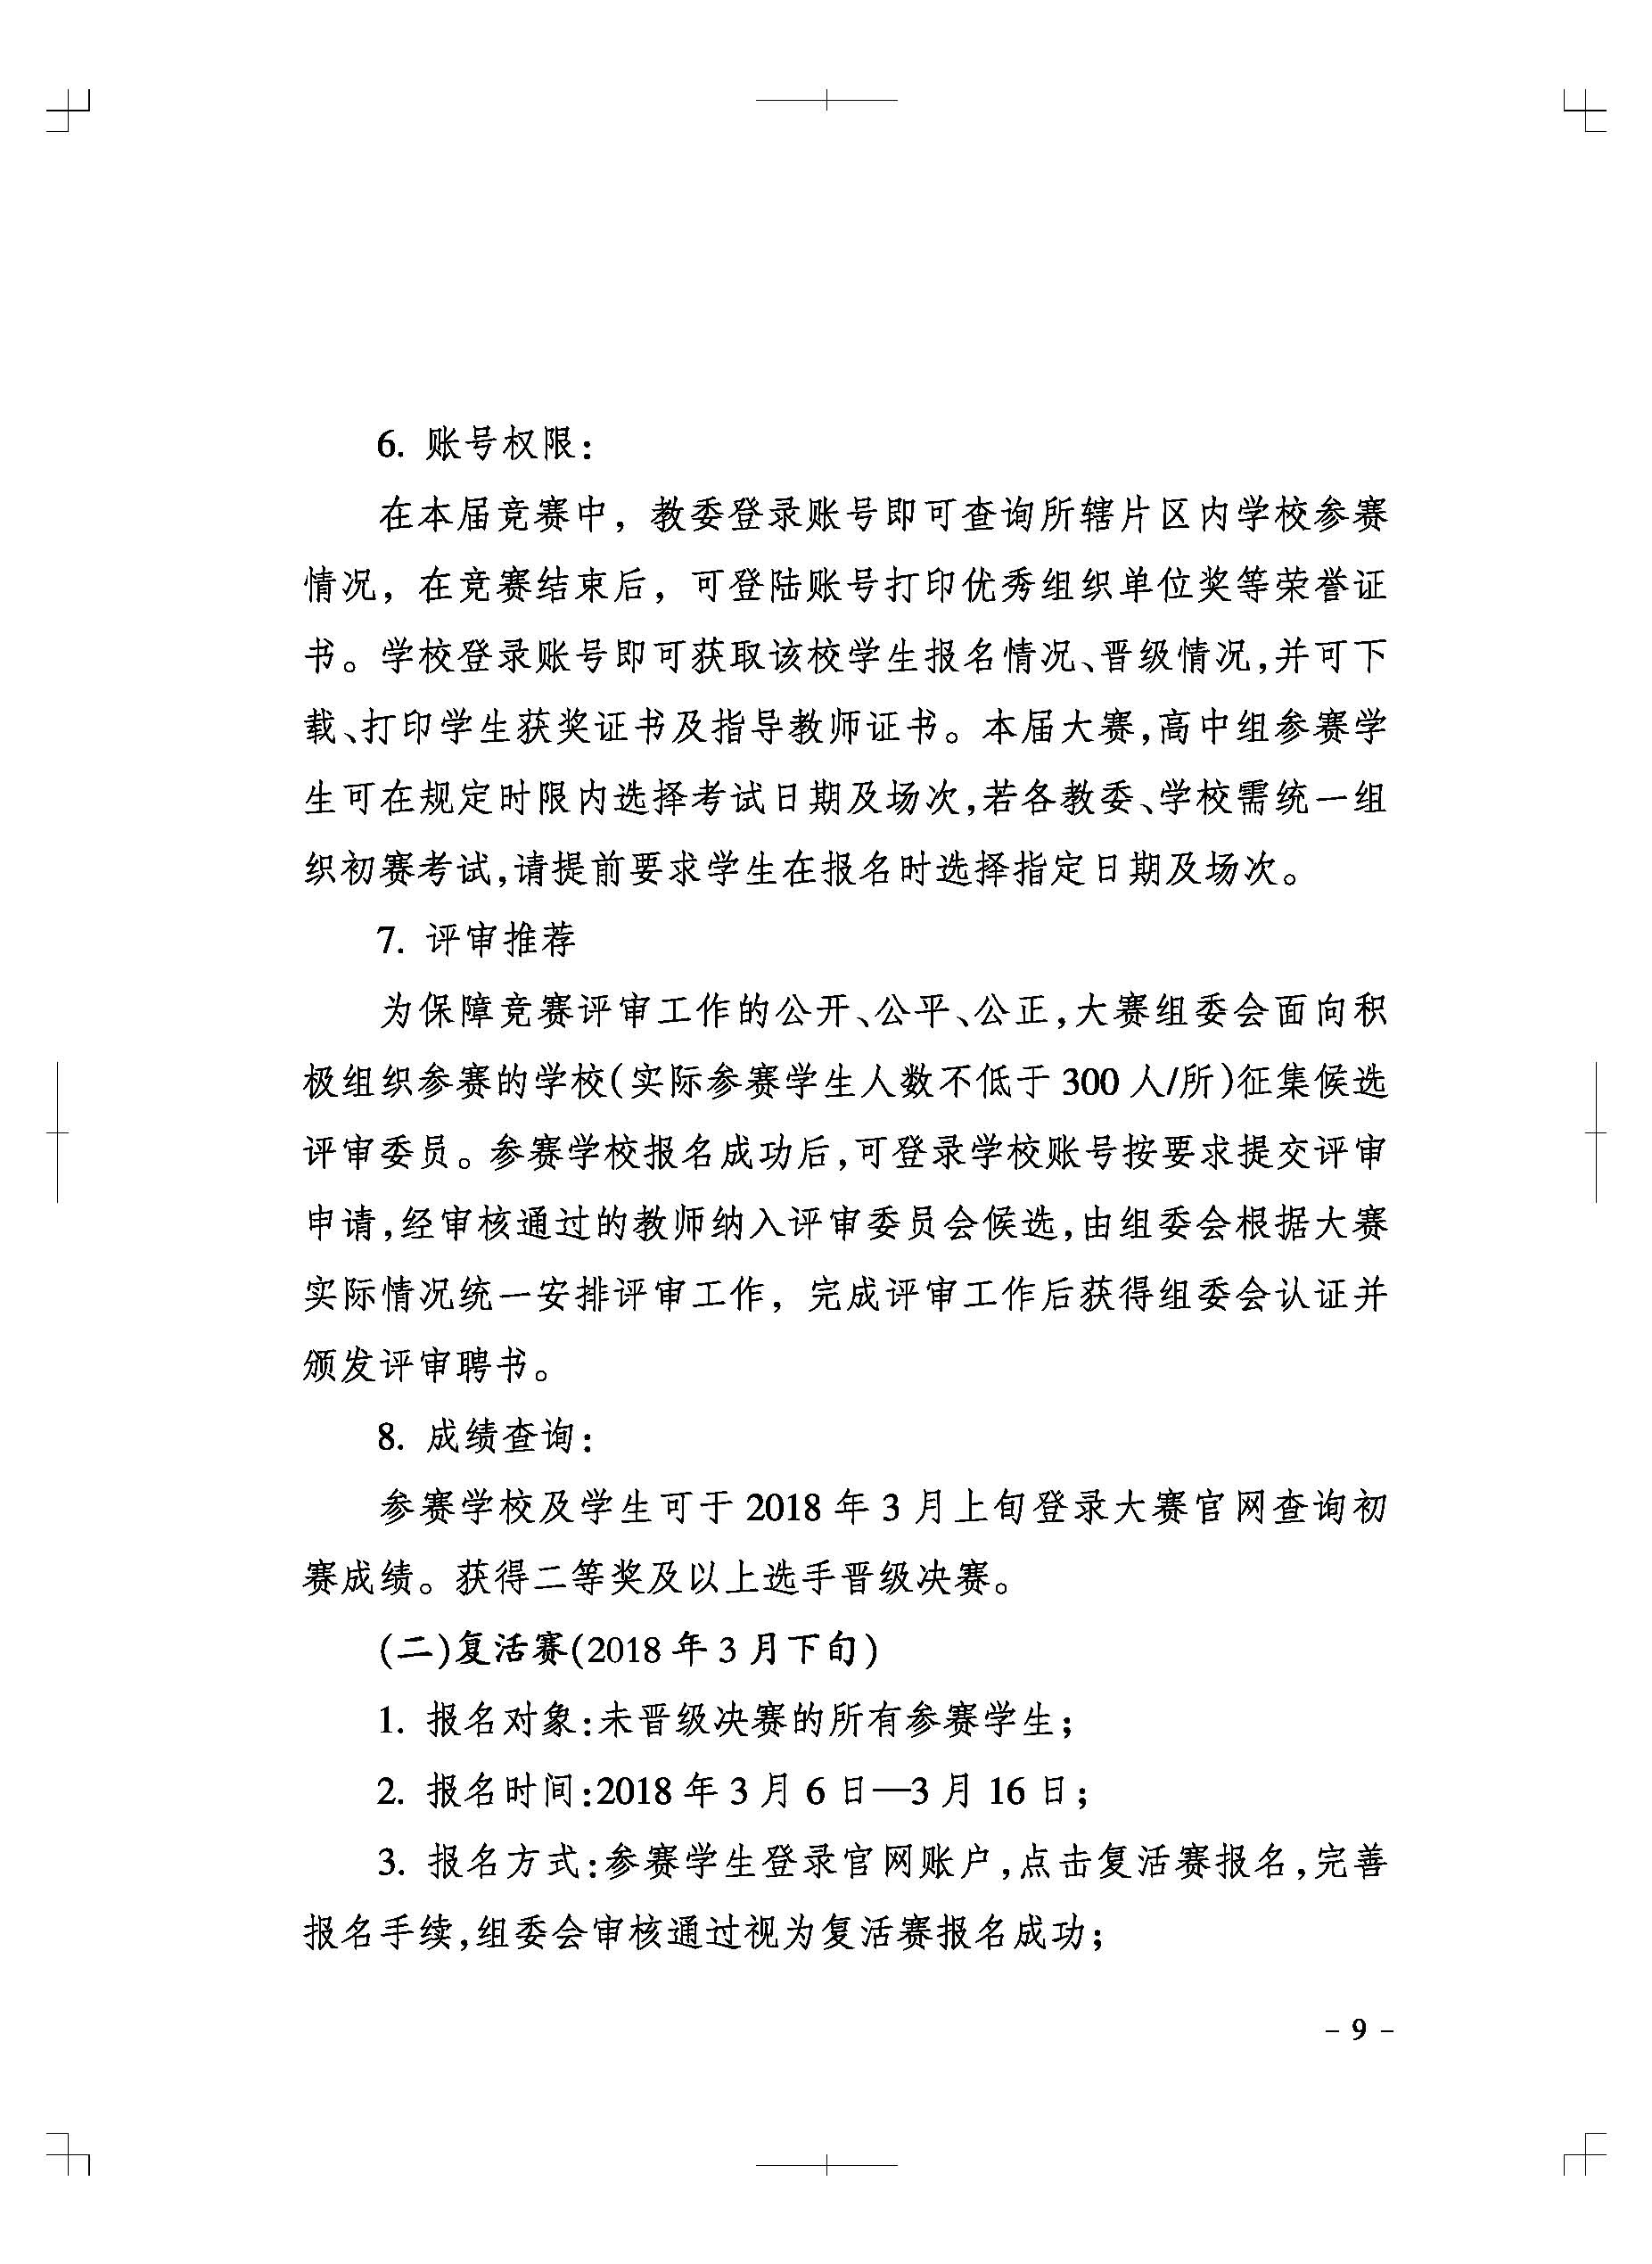 6. 账号权限：
在本届竞赛中，教委登录账号即可查询所辖片区内学校参赛
情况，在竞赛结束后，可登陆账号打印优秀组织单位奖等荣誉证
书。学校登录账号即可获取该校学生报名情况、晋级情况,并可下
载、打印学生获奖证书及指导教师证书。本届大赛,高中组参赛学
生可在规定时限内选择考试日期及场次,若各教委、学校需统一组
织初赛考试,请提前要求学生在报名时选择指定日期及场次。
7. 评审推荐
为保障竞赛评审工作的公开、公平、公正,大赛组委会面向积
极组织参赛的学校(实际参赛学生人数不低于 300 人/所)征集候选
评审委员。参赛学校报名成功后,可登录学校账号按要求提交评审
申请,经审核通过的教师纳入评审委员会候选,由组委会根据大赛
实际情况统一安排评审工作，完成评审工作后获得组委会认证并
颁发评审聘书。
8. 成绩查询：
参赛学校及学生可于 2018 年 3 月上旬登录大赛官网查询初
赛成绩。获得二等奖及以上选手晋级决赛。
(二)复活赛(2018 年 3 月下旬)
1. 报名对象:未晋级决赛的所有参赛学生；
2. 报名时间:2018 年 3 月 6 日—3 月 16 日；
3. 报名方式:参赛学生登录官网账户,点击复活赛报名,完善
报名手续,组委会审核通过视为复活赛报名成功；
- 9 -